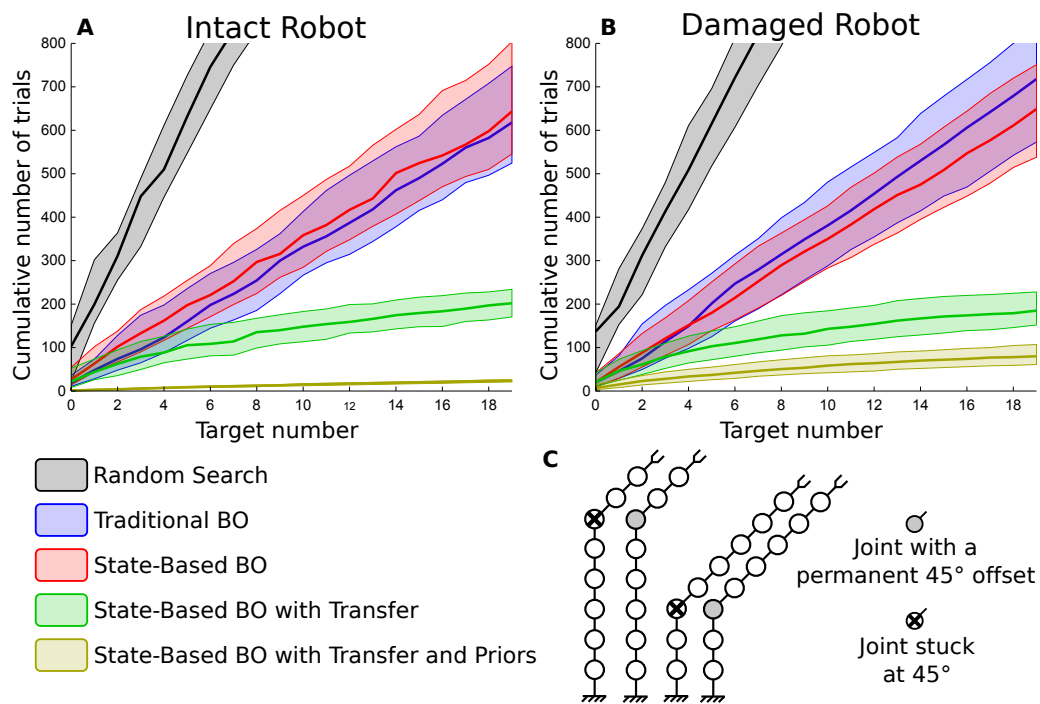 A Intact Robot
Cumulative number of trials
800
700
600
500
400
300
200
100
0
0 2 4 6 8 10 12 14 16 18
Target number
B Damaged Robot
Cumulative number of trials
800
700
600
500
400
300
200
100
0
0 2 4 6 8 10 12 14 16 18
Target number
Random Search
Traditional BO
State-Based BO
State-Based BO with Transfer
State-Based BO with Transfer and Priors
C
Joint with a
permanent 45° offset
Joint stuck
at 45°